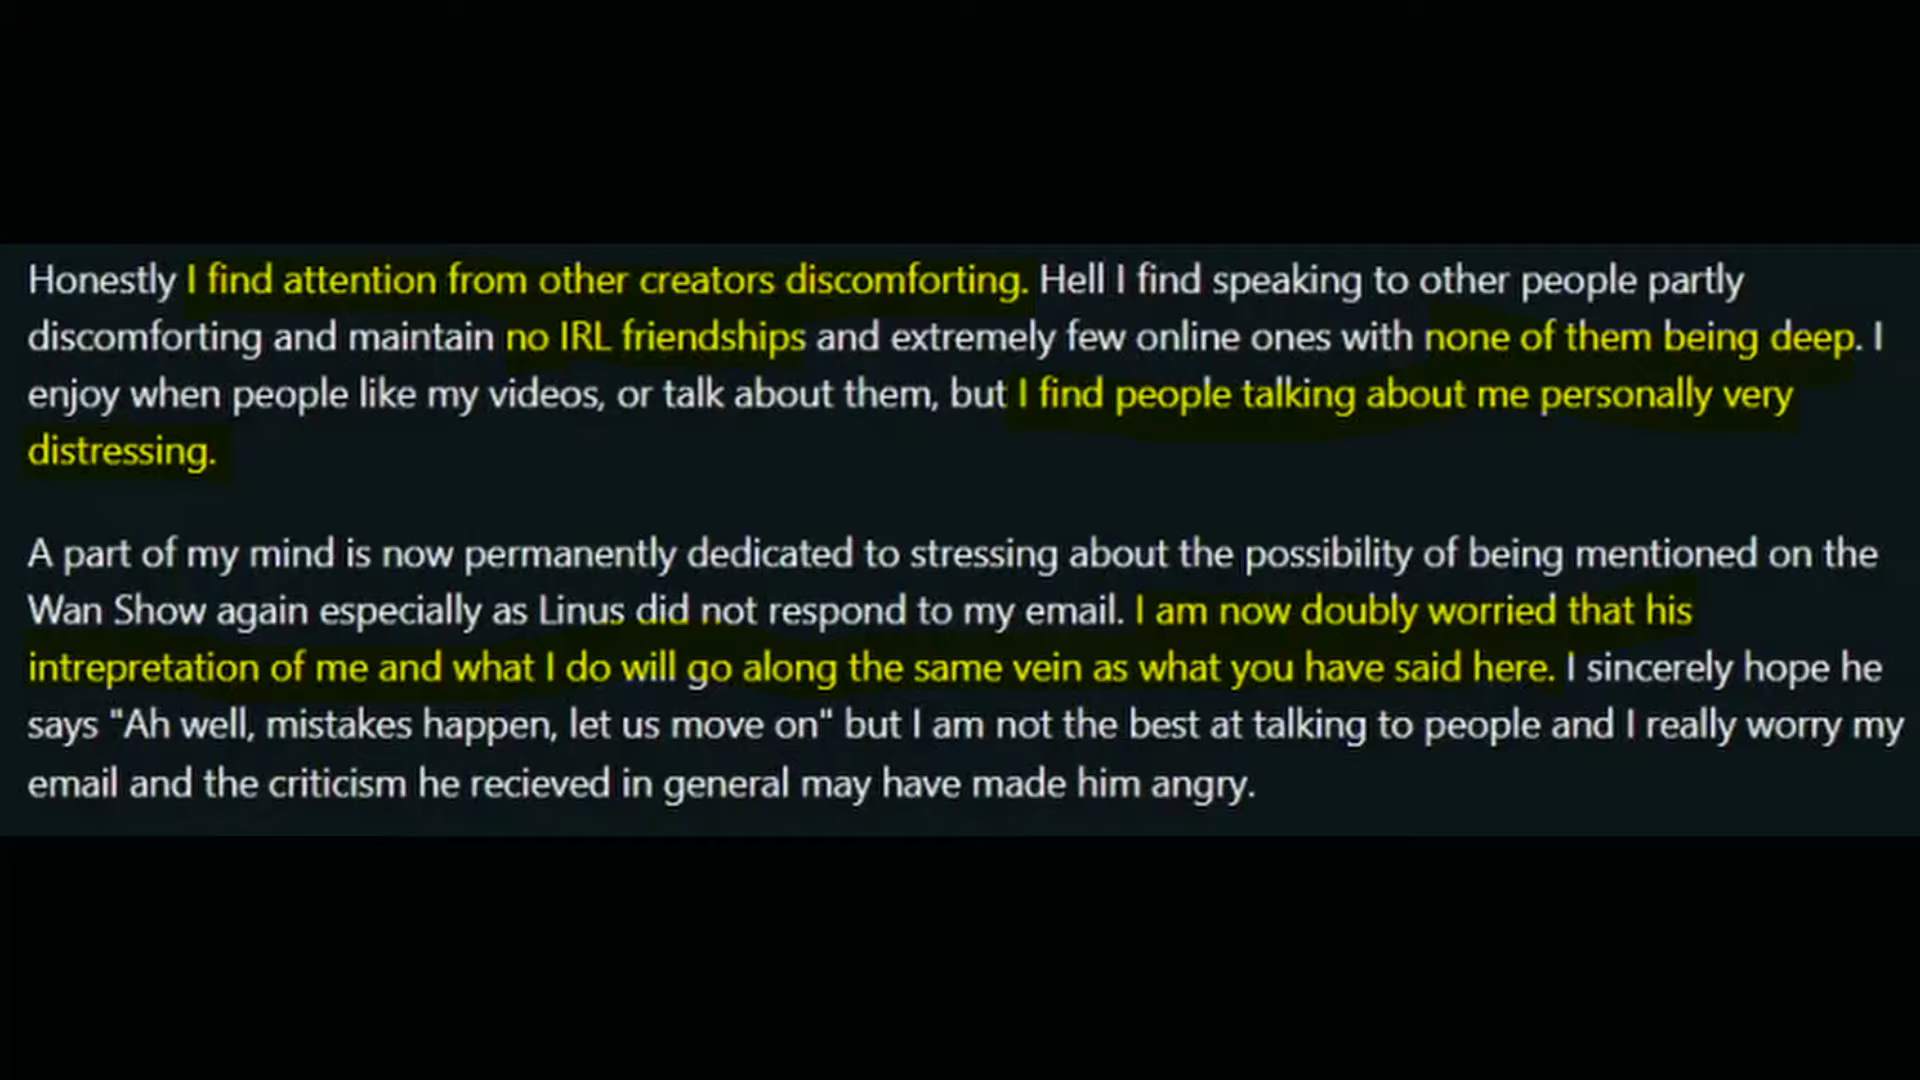 Honestly I find attention from other creators discomforting. Hell I find speaking to other people partly
discomforting and maintain no IRL friendships and extremely few online ones with none of them being deep. I
enjoy when people like my videos, or talk about them, but I find people talking about me personally very
distressing.
A part of my mind is now permanently dedicated to stressing about the possibility of being mentioned on the
Wan Show again especially as Linus did not respond to my email. I am now doubly worried that his
intrepretation of me and what I do will go along the same vein as what you have said here. I sincerely hope he
says "Ah well, mistakes happen, let us move on" but I am not the best at talking to people and I really worry my
email and the criticism he recieved in general may have made him angry.